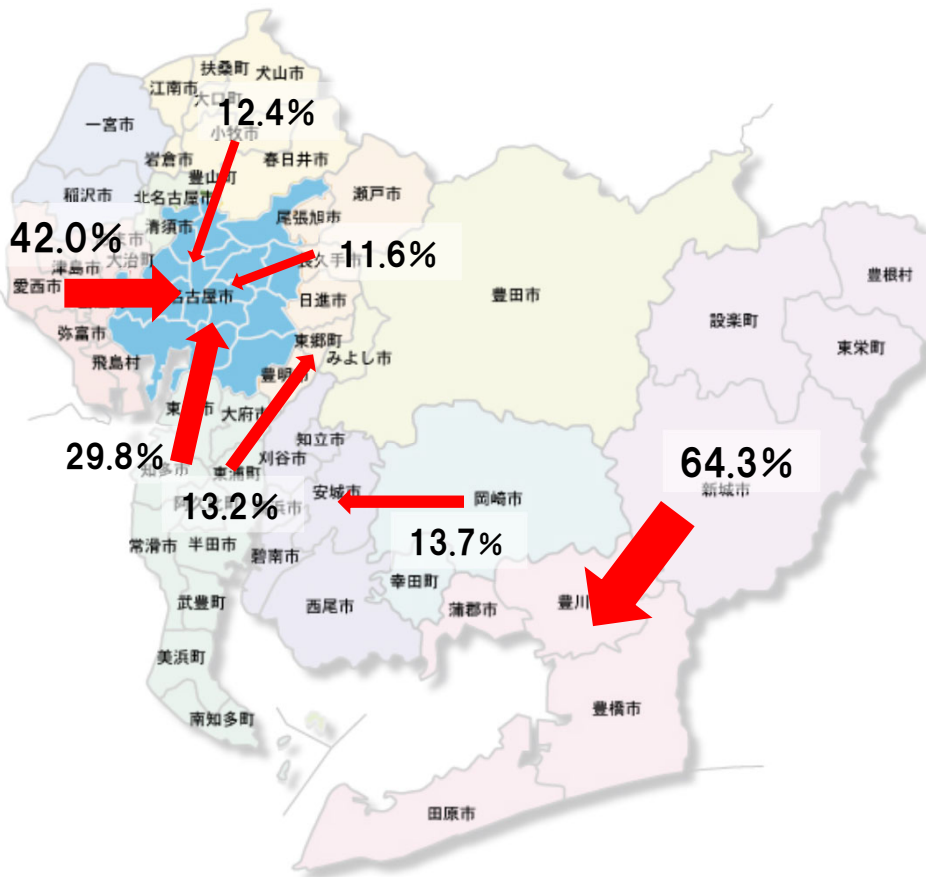 扶桑町
犬山市
江南市
大口町
12.4%
一宮市
小牧市
岩倉市
春日井市
豊山町
瀬戸市
稲沢市
北名古屋市
尾張旭市
清須市
42.0%
大治町
長久手市
11.6%
津島市
愛西市
名古屋市
日進市
豊田市
豊根村
設楽町
弥富市
東郷町
東栄町
みよし市
飛島村
豊明市
大府市
知立市
29.8%
刈谷市
64.3%
知多市
東浦町
新城市
安城市
岡崎市
13.2%
13.7%
常滑市
半田市
碧南市
幸田町
武豊町
西尾市
蒲郡市
豊川
美浜町
豊橋市
南知多町
田原市